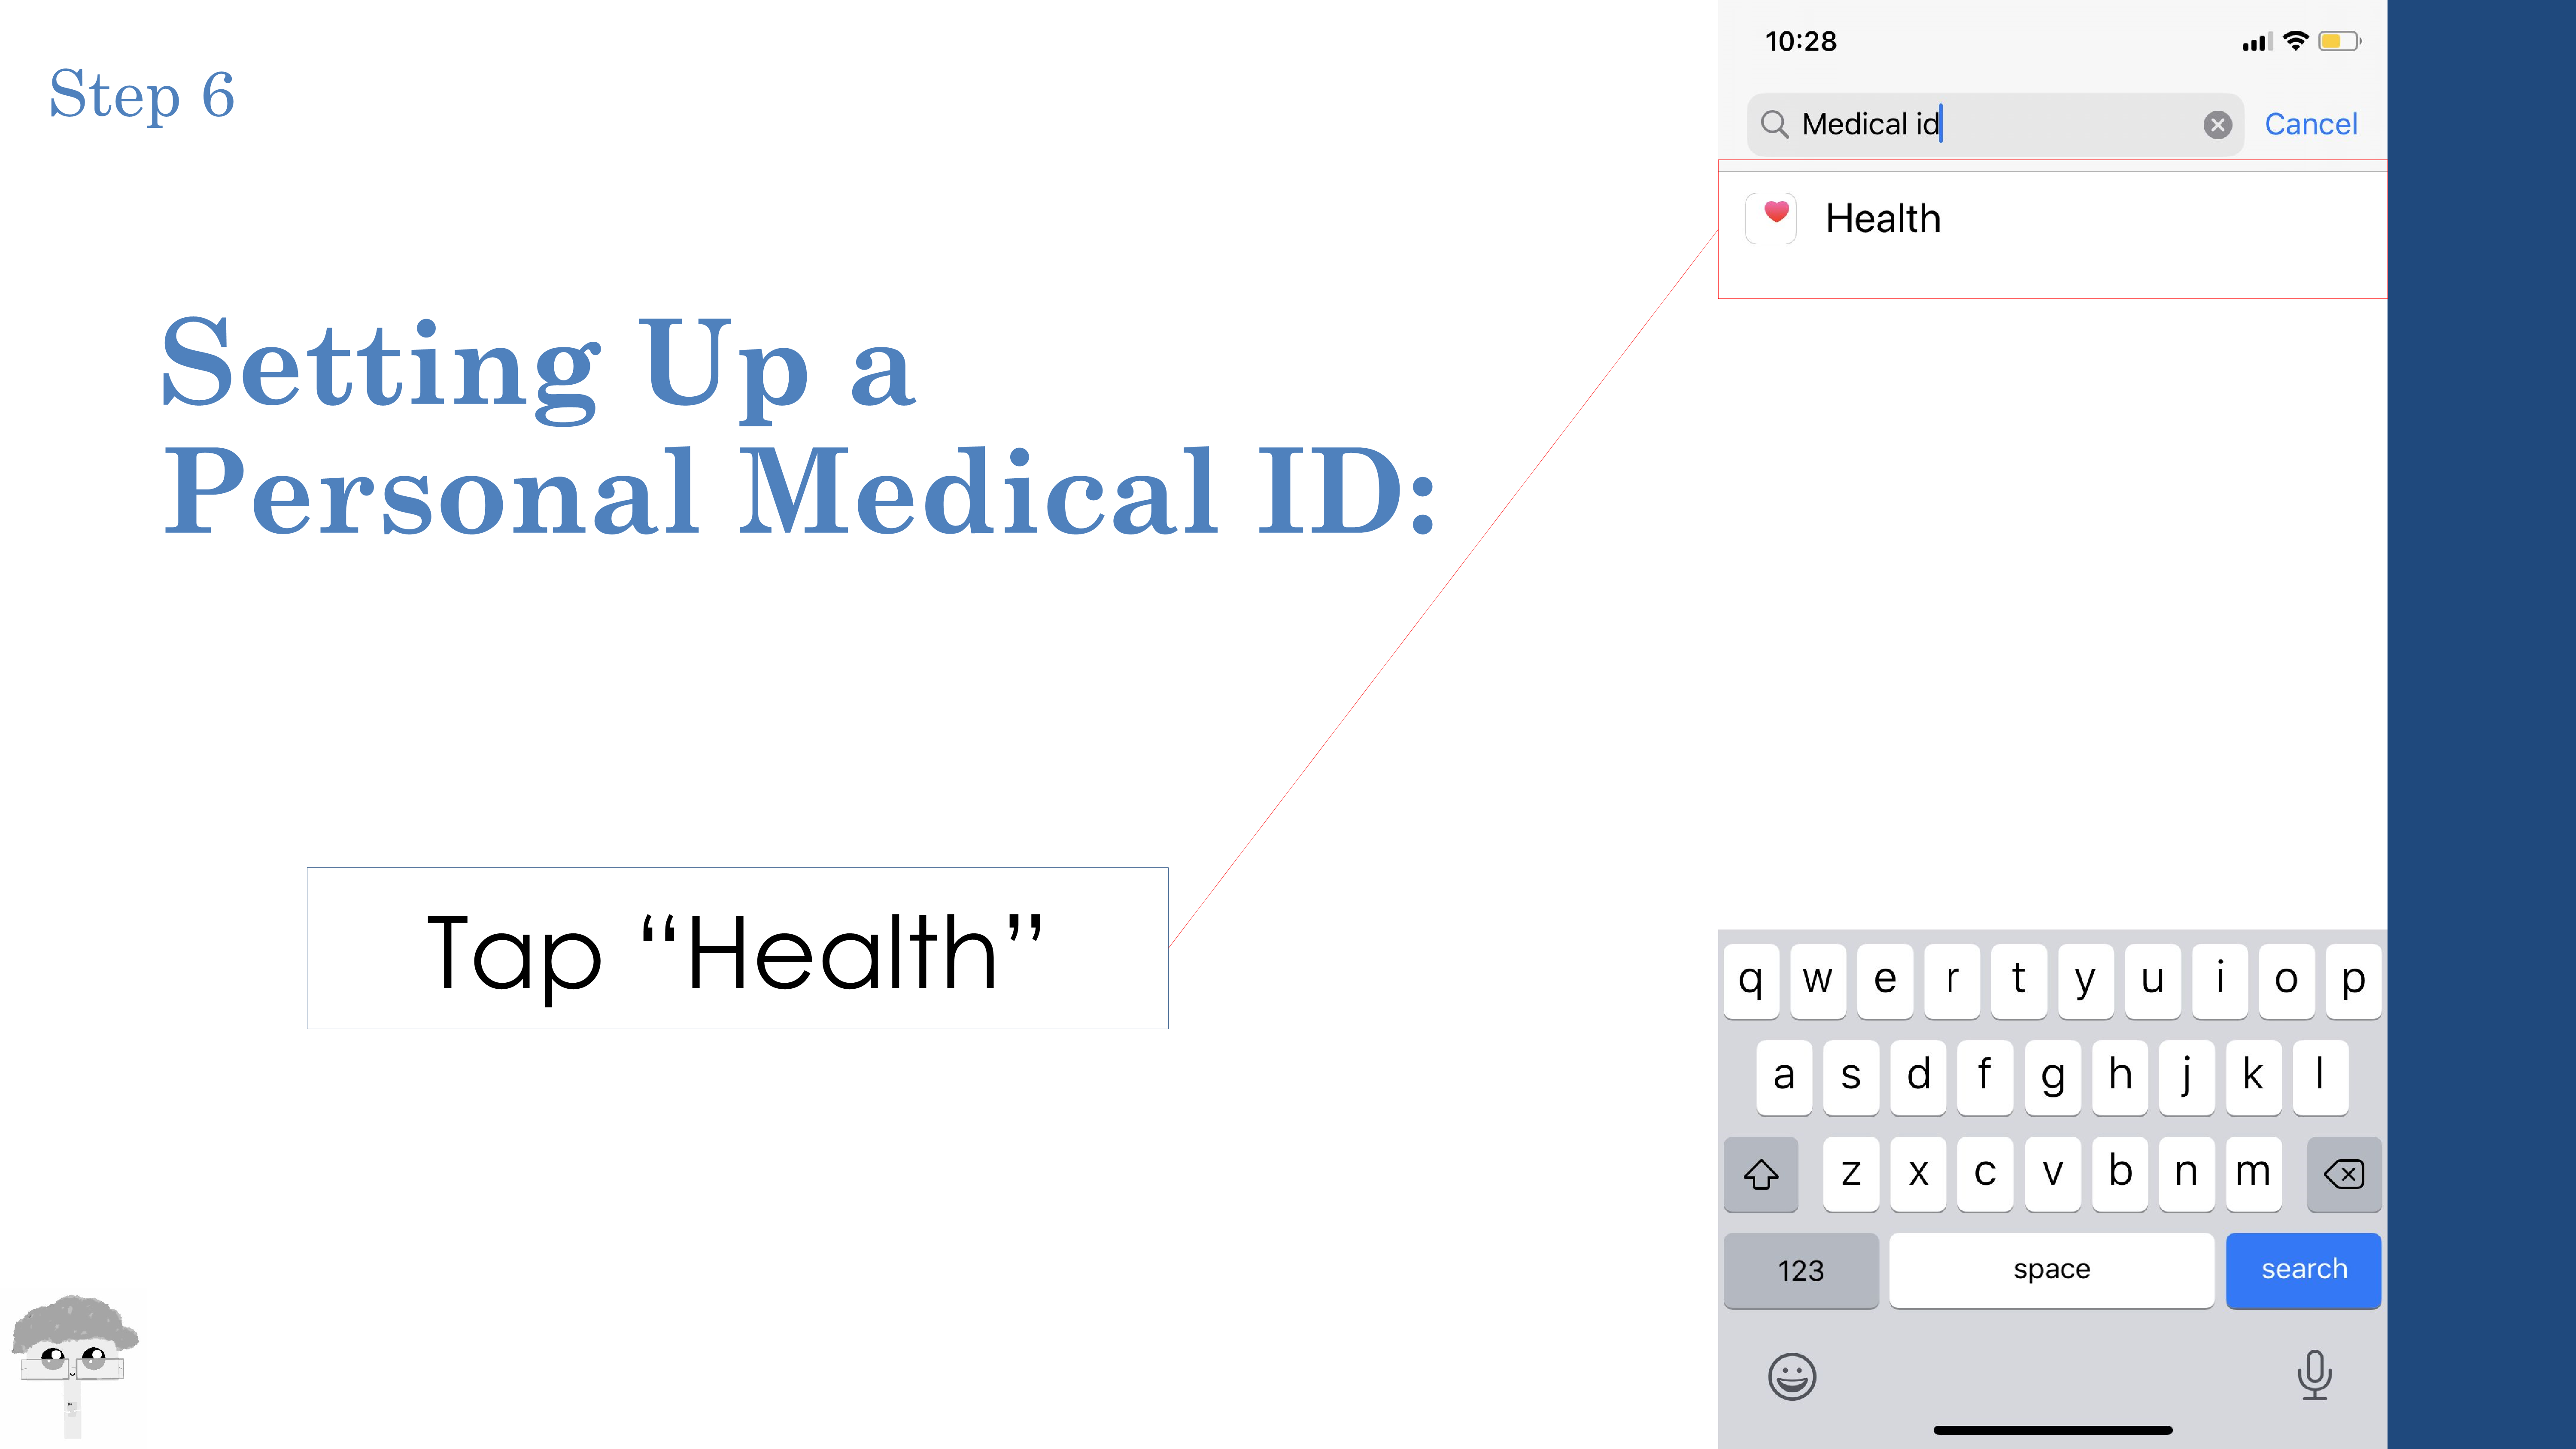 Step 6
Setting Up a
Personal Medical ID:
Tap “Health”
10:28
Medical id
Cancel
Health
q w e r t y u i o p
a s d f g h j k l
z x c v b n m
123 space search